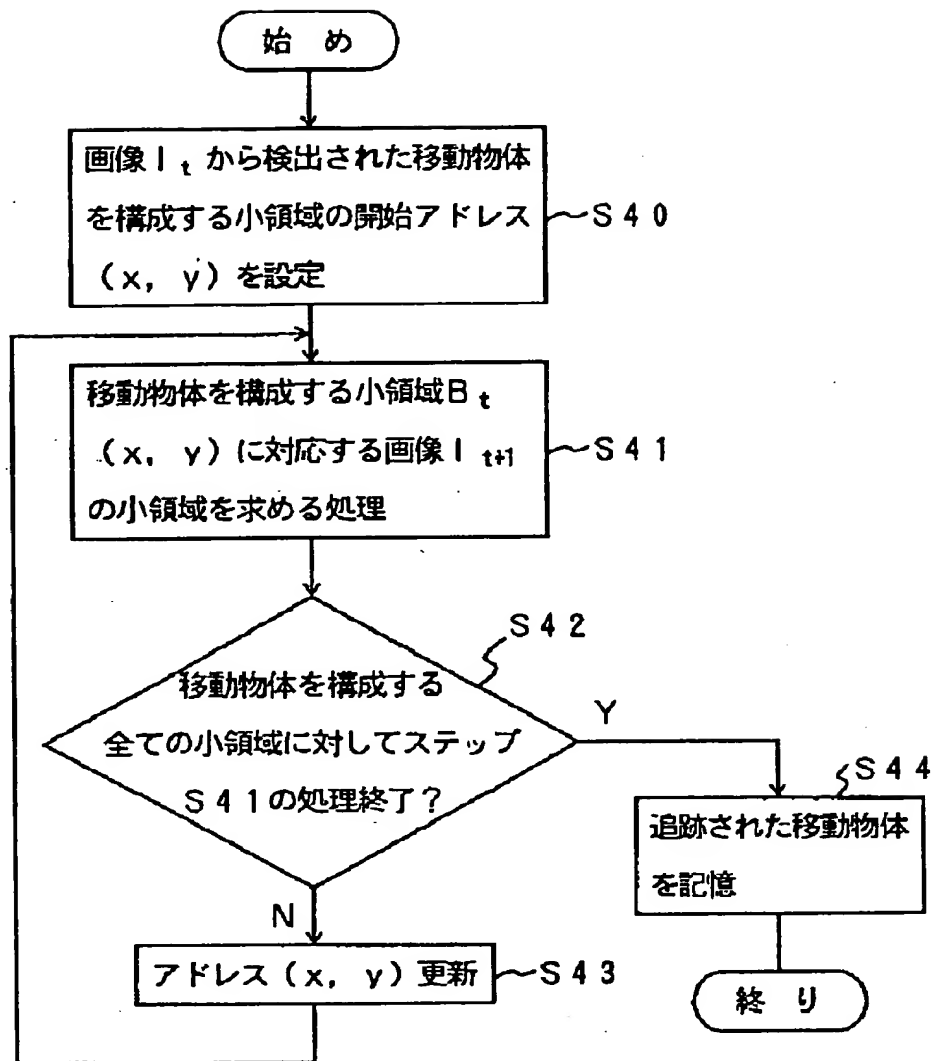 始 め
画像I t から検出された移動物体
を構成する小領域の開始アドレス
(x, y)を設定
S40
移動物体を構成する小領域B t
(x, y)に対応する画像I t+1
の小領域を求める処理
S41
S42
移動物体を構成する
全ての小領域に対してステップ
S41の処理終了?
Y
N
S44
追跡された移動物体
を記憶
アドレス(x, y)更新
S43
終 り